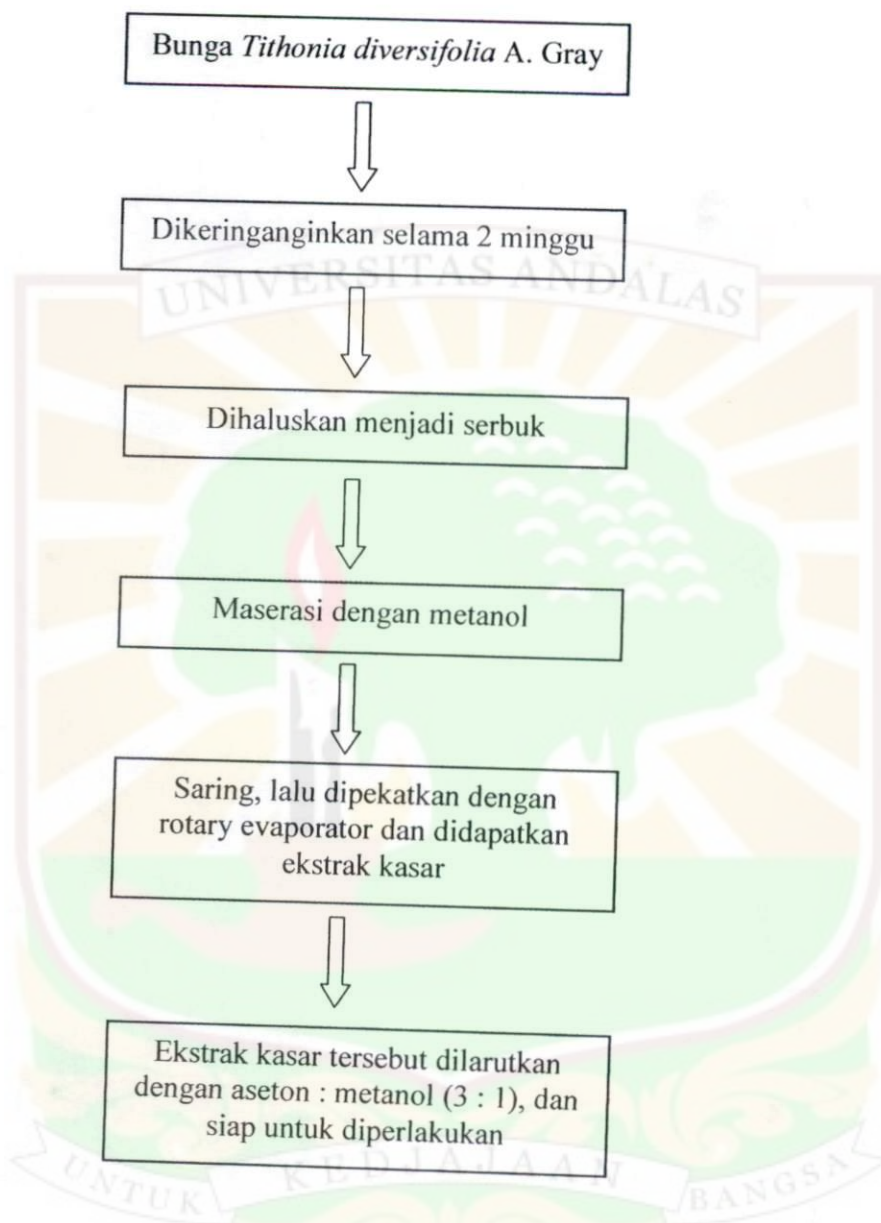 Bunga Tithonia diversifolia A. Gray
Dikeringanginkan selama 2 minggu
UNIVERSITAS ANDALAS
Dihaluskan menjadi serbuk
Maserasi dengan metanol
Saring, lalu dipekatkan dengan
rotary evaporator dan didapatkan
ekstrak kasar
Ekstrak kasar tersebut dilarutkan
dengan aseton : metanol (3 : 1), dan
siap untuk diperlakukan
UNTUK KEDJAJAAN BANGSA